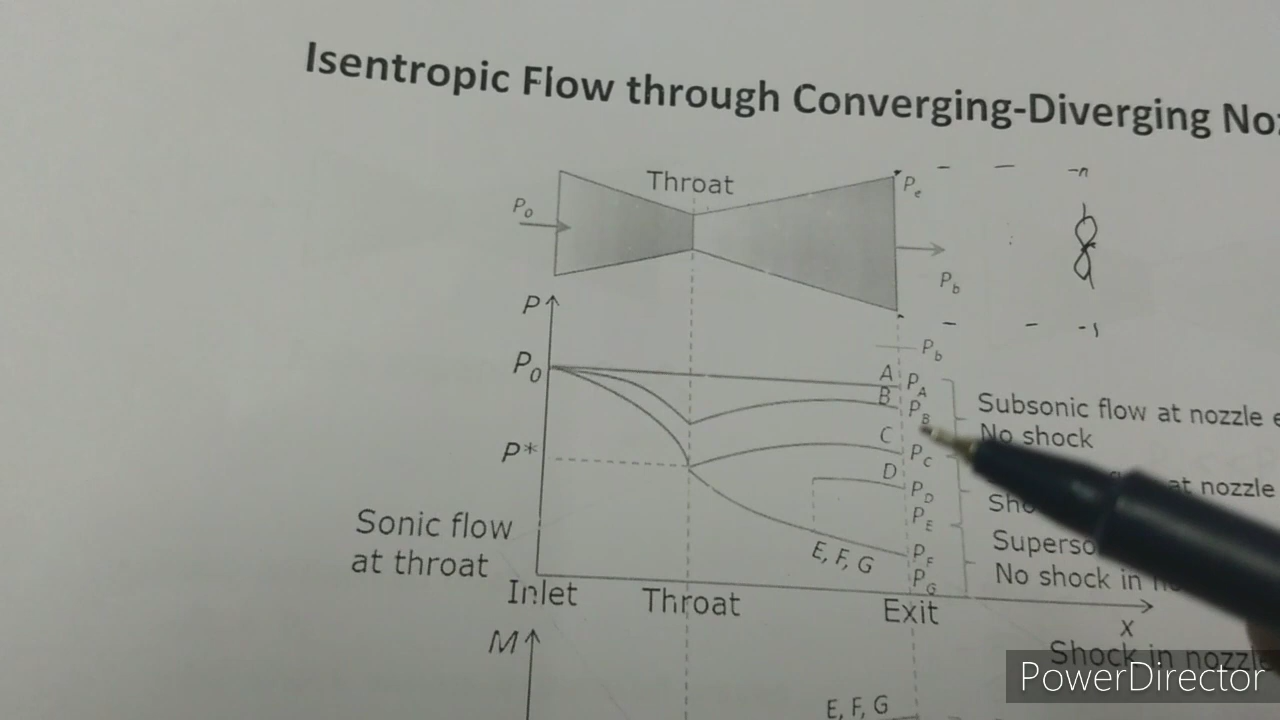 Isentropic Flow through Converging-Diverging
Throat
Pe
P0
Pb
P
Pb
P0
A PA
B PB
Subsonic flow at nozzle
No shock
C PC
P*
D PD
at nozzle
PE
Sonic flow
at throat
E, F, G
PF
No shock in
PG
Inlet
Throat
Exit
X
M
Shock in nozzle
E, F, G
PowerDirector